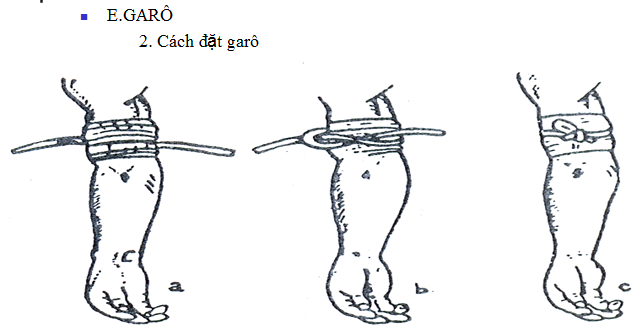 E.GARÔ
2. Cách đặt garô
a b c